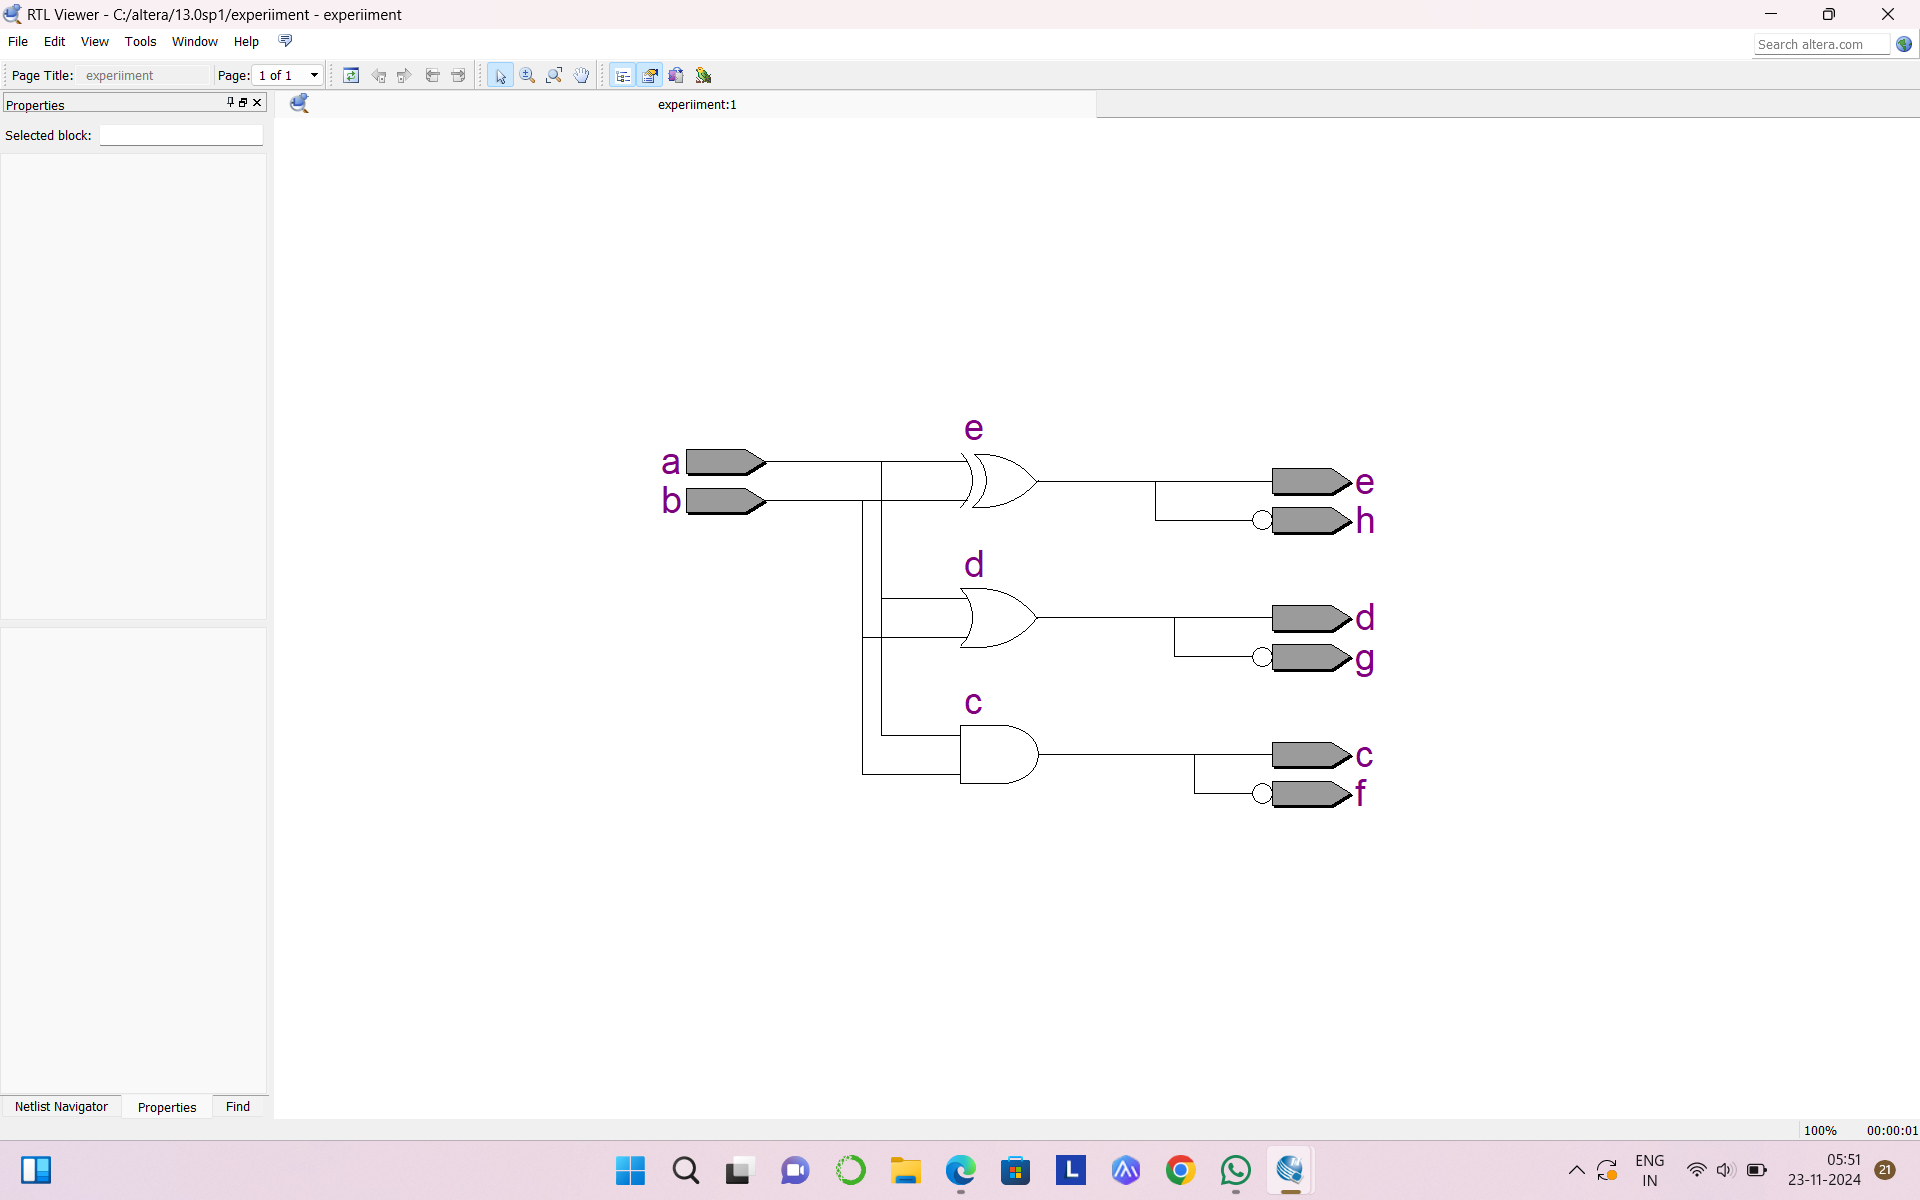 RTL Viewer - C:/altera/13.0sp1/experiiment - experiiment
File Edit View Tools Window Help
Search altera.com
Page Title: experiiment Page: 1 of 1
Properties
experiiment:1
Selected block:
e
a
b
e
h
d
d
g
c
c
f
Netlist Navigator Properties Find
100% 00:00:01
L
ENG
IN
05:51
23-11-2024
21